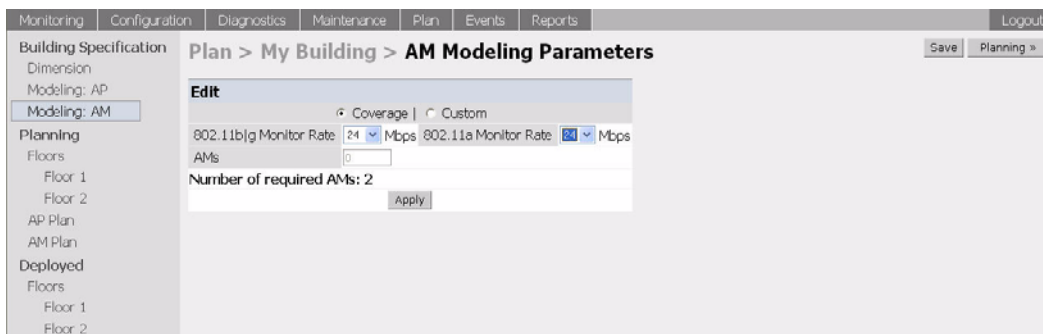 Monitoring Configuration Diagnostics Maintenance Plan Events Reports Logout
Building Specification
Dimension
Modeling: AP
Modeling: AM
Planning
Floors
Floor 1
Floor 2
AP Plan
AM Plan
Deployed
Floors
Floor 1
Floor 2
Plan > My Building > AM Modeling Parameters
Save Planning »
Edit
Coverage | Custom
802.11b|g Monitor Rate 24 Mbps 802.11a Monitor Rate 24 Mbps
AMs 0
Number of required AMs: 2
Apply